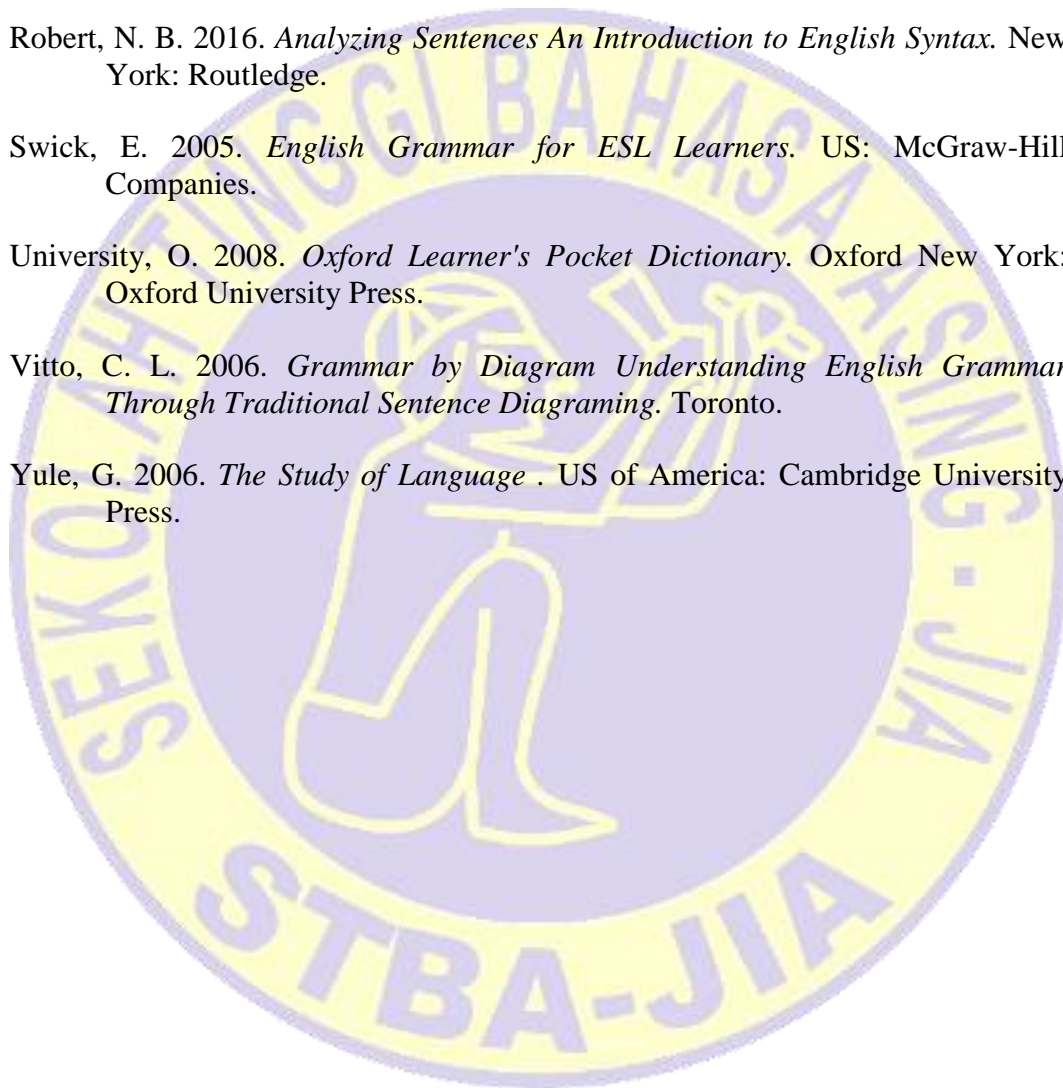 Robert, N. B. 2016. Analyzing Sentences An Introduction to English Syntax. New
York: Routledge.
Swick, E. 2005. English Grammar for ESL Learners. US: McGraw-Hill
Companies.
University, O. 2008. Oxford Learner's Pocket Dictionary. Oxford New York:
Oxford University Press.
Vitto, C. L. 2006. Grammar by Diagram Understanding English Grammar
Through Traditional Sentence Diagraming. Toronto.
Yule, G. 2006. The Study of Language . US of America: Cambridge University
Press.
SEKOLAH TINGGI BAHASA ASING - JIA
STBA-JIA